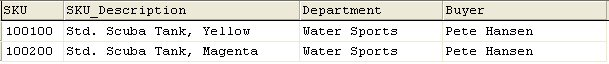 SKU SKU_Description Department Buyer
100100 Std. Scuba Tank, Yellow Water Sports Pete Hansen
100200 Std. Scuba Tank, Magenta Water Sports Pete Hansen